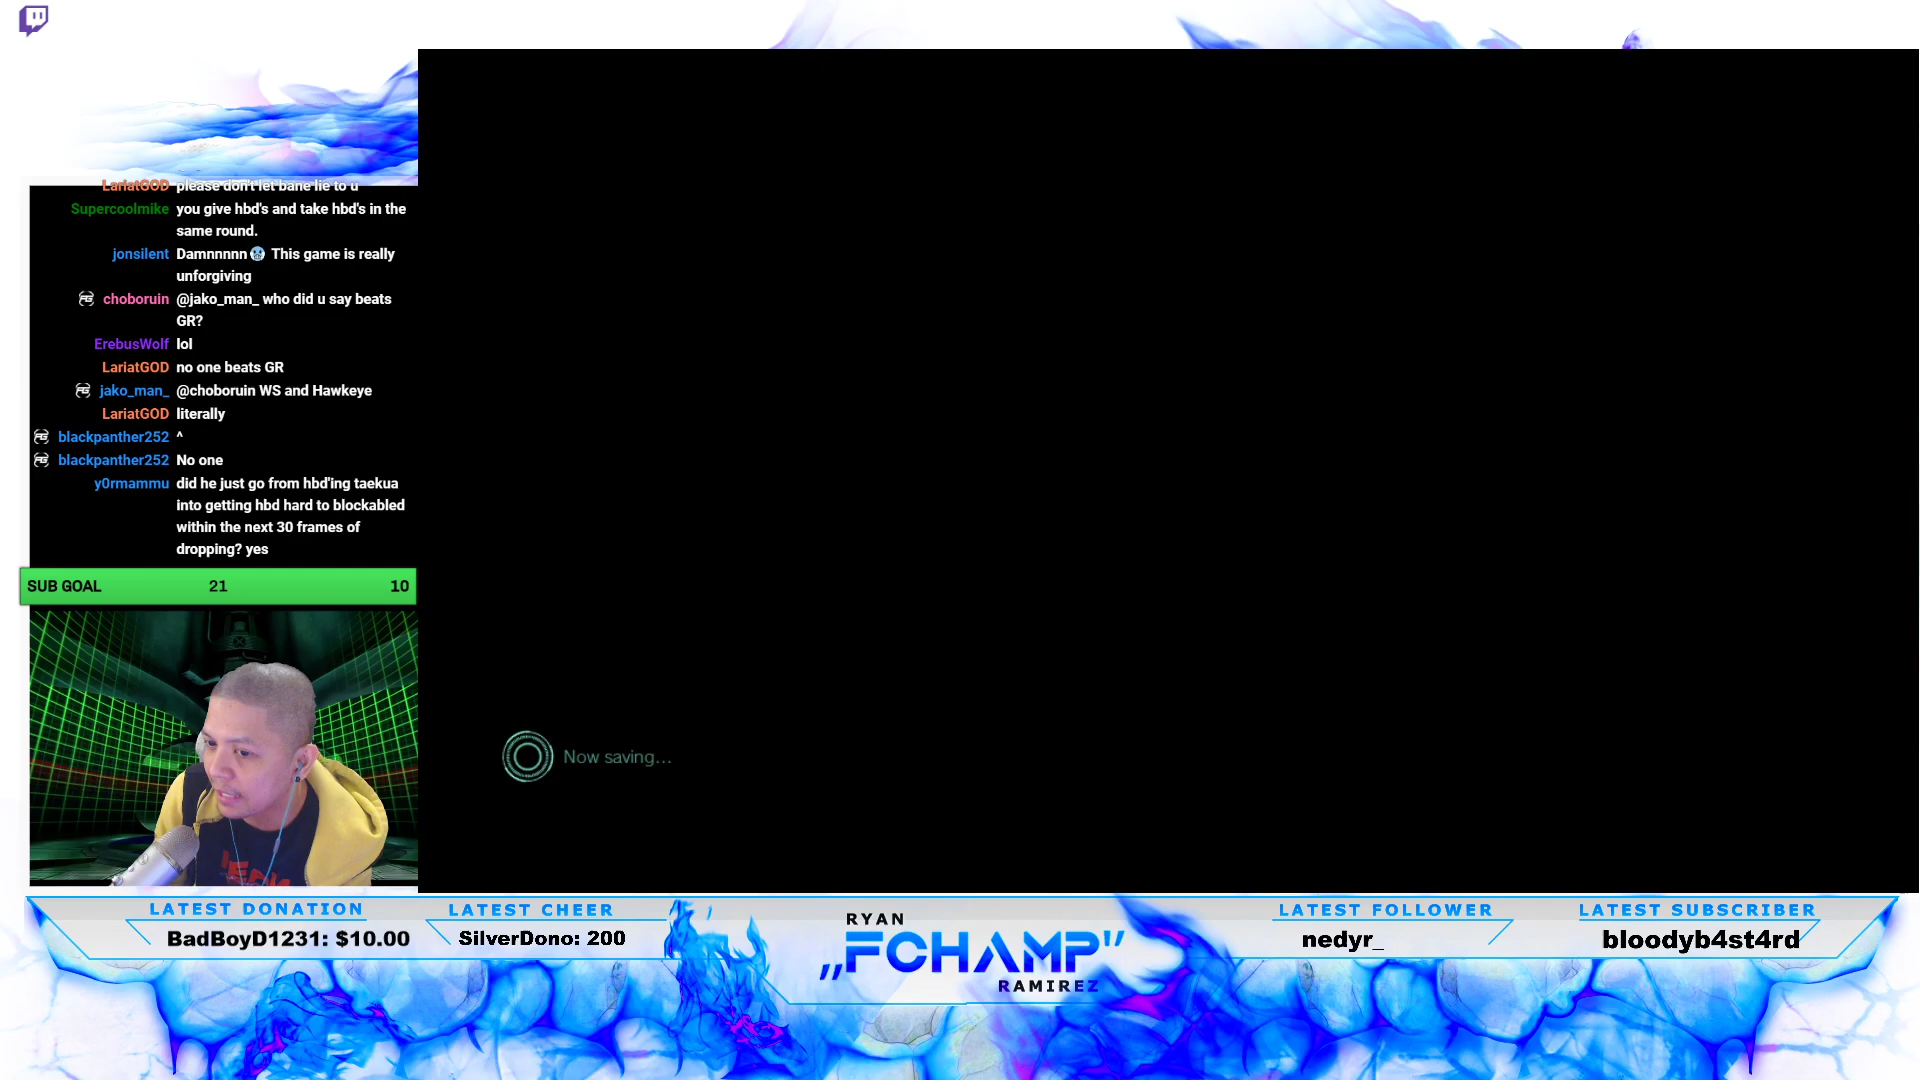 LariatGOD please don't let bane lie to u
Supercoolmike you give hbd's and take hbd's in the
same round.
jonsilent Damnnnnn🥶 This game is really
unforgiving
choboruin @jako_man_ who did u say beats
GR?
ErebusWolf lol
LariatGOD no one beats GR
jako_man_ @choboruin WS and Hawkeye
LariatGOD literally
blackpanther252 ^
blackpanther252 No one
y0rmammu did he just go from hbd'ing taekua
into getting hbd hard to blockabled
within the next 30 frames of
dropping? yes
SUB GOAL 21 10
Now saving...
LATEST DONATION
BadBoyD1231: $10.00
LATEST CHEER
SilverDono: 200
RYAN
„FCHAMP"
RAMIREZ
LATEST FOLLOWER
nedyr_
LATEST SUBSCRIBER
bloodyb4st4rd